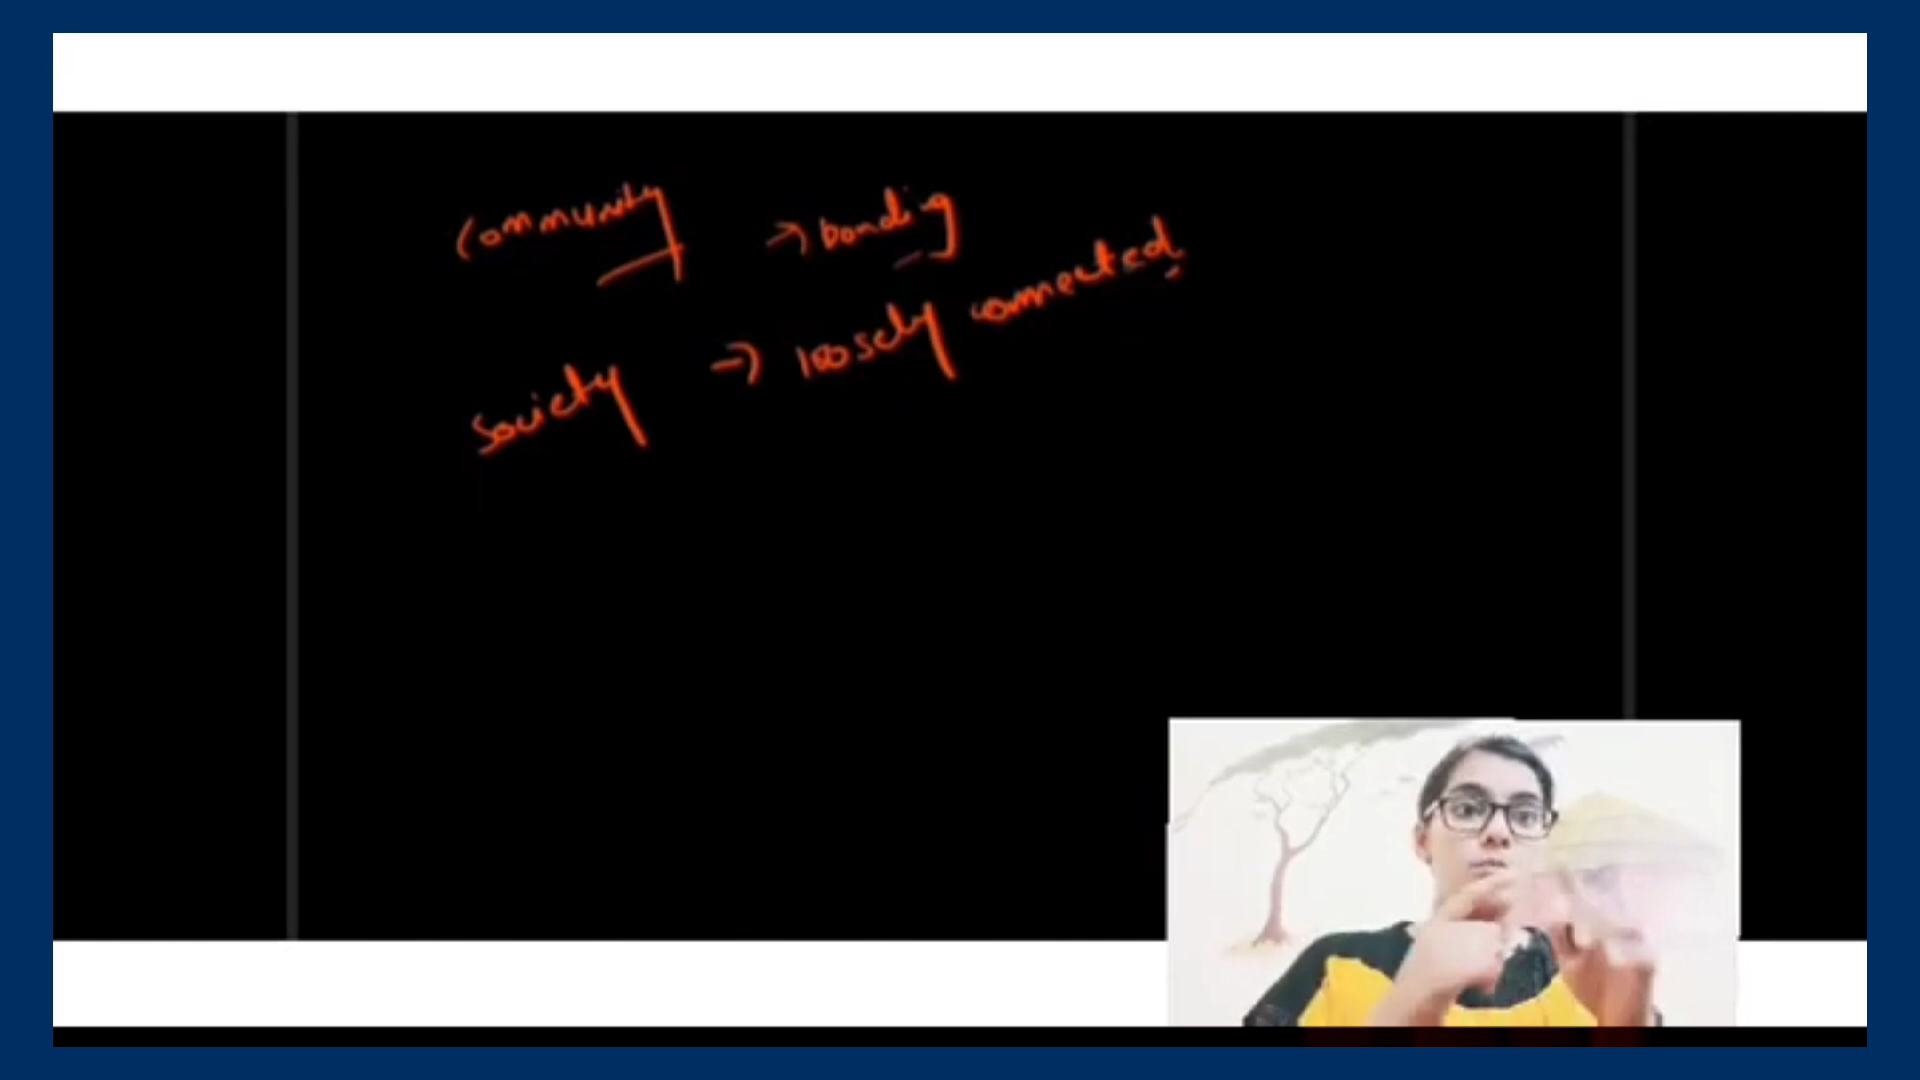 community → bonding
society → loosely connected